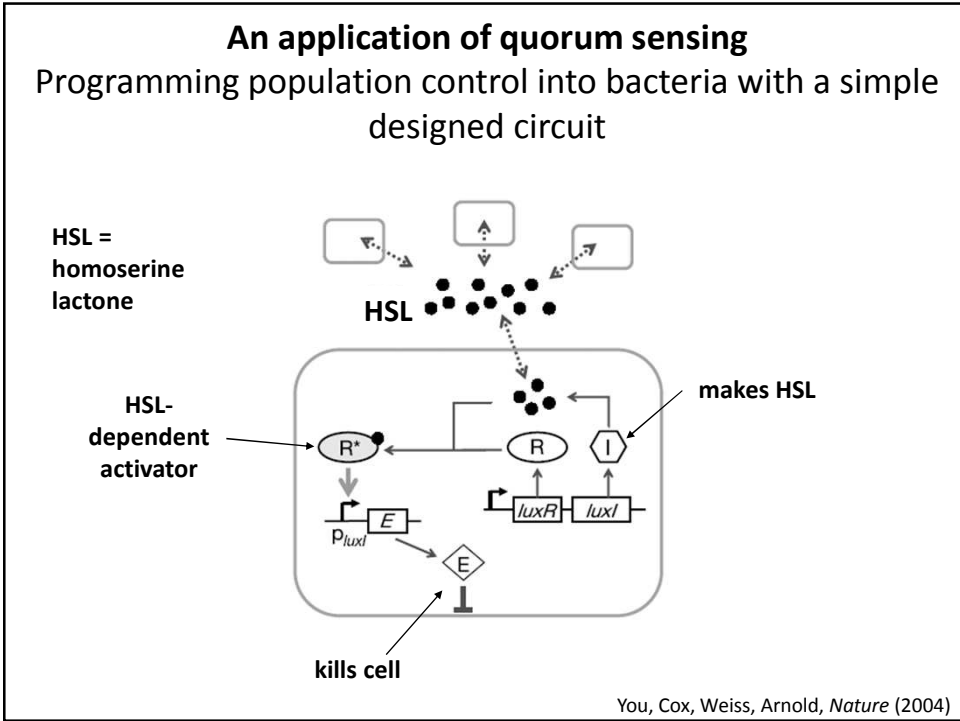 An application of quorum sensing
Programming population control into bacteria with a simple
designed circuit
HSL =
homoserine
lactone
HSL
makes HSL
HSL-
dependent
activator
R*
R
I
luxR
luxI
pluxI
E
E
kills cell
You, Cox, Weiss, Arnold, Nature (2004)